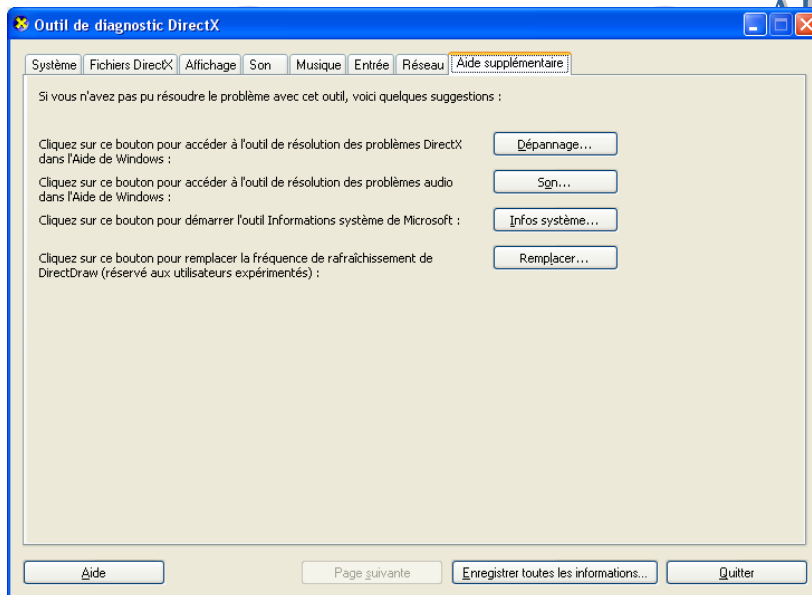 Outil de diagnostic DirectX
Système Fichiers DirectX Affichage Son Musique Entrée Réseau Aide supplémentaire
Si vous n'avez pas pu résoudre le problème avec cet outil, voici quelques suggestions :
Cliquez sur ce bouton pour accéder à l'outil de résolution des problèmes DirectX
dans l'Aide de Windows :
Dépannage...
Cliquez sur ce bouton pour accéder à l'outil de résolution des problèmes audio
dans l'Aide de Windows :
Son...
Cliquez sur ce bouton pour démarrer l'outil Informations système de Microsoft :
Infos système...
Cliquez sur ce bouton pour remplacer la fréquence de rafraîchissement de
DirectDraw (réservé aux utilisateurs expérimentés) :
Remplacer...
Aide Page suivante Enregistrer toutes les informations... Quitter